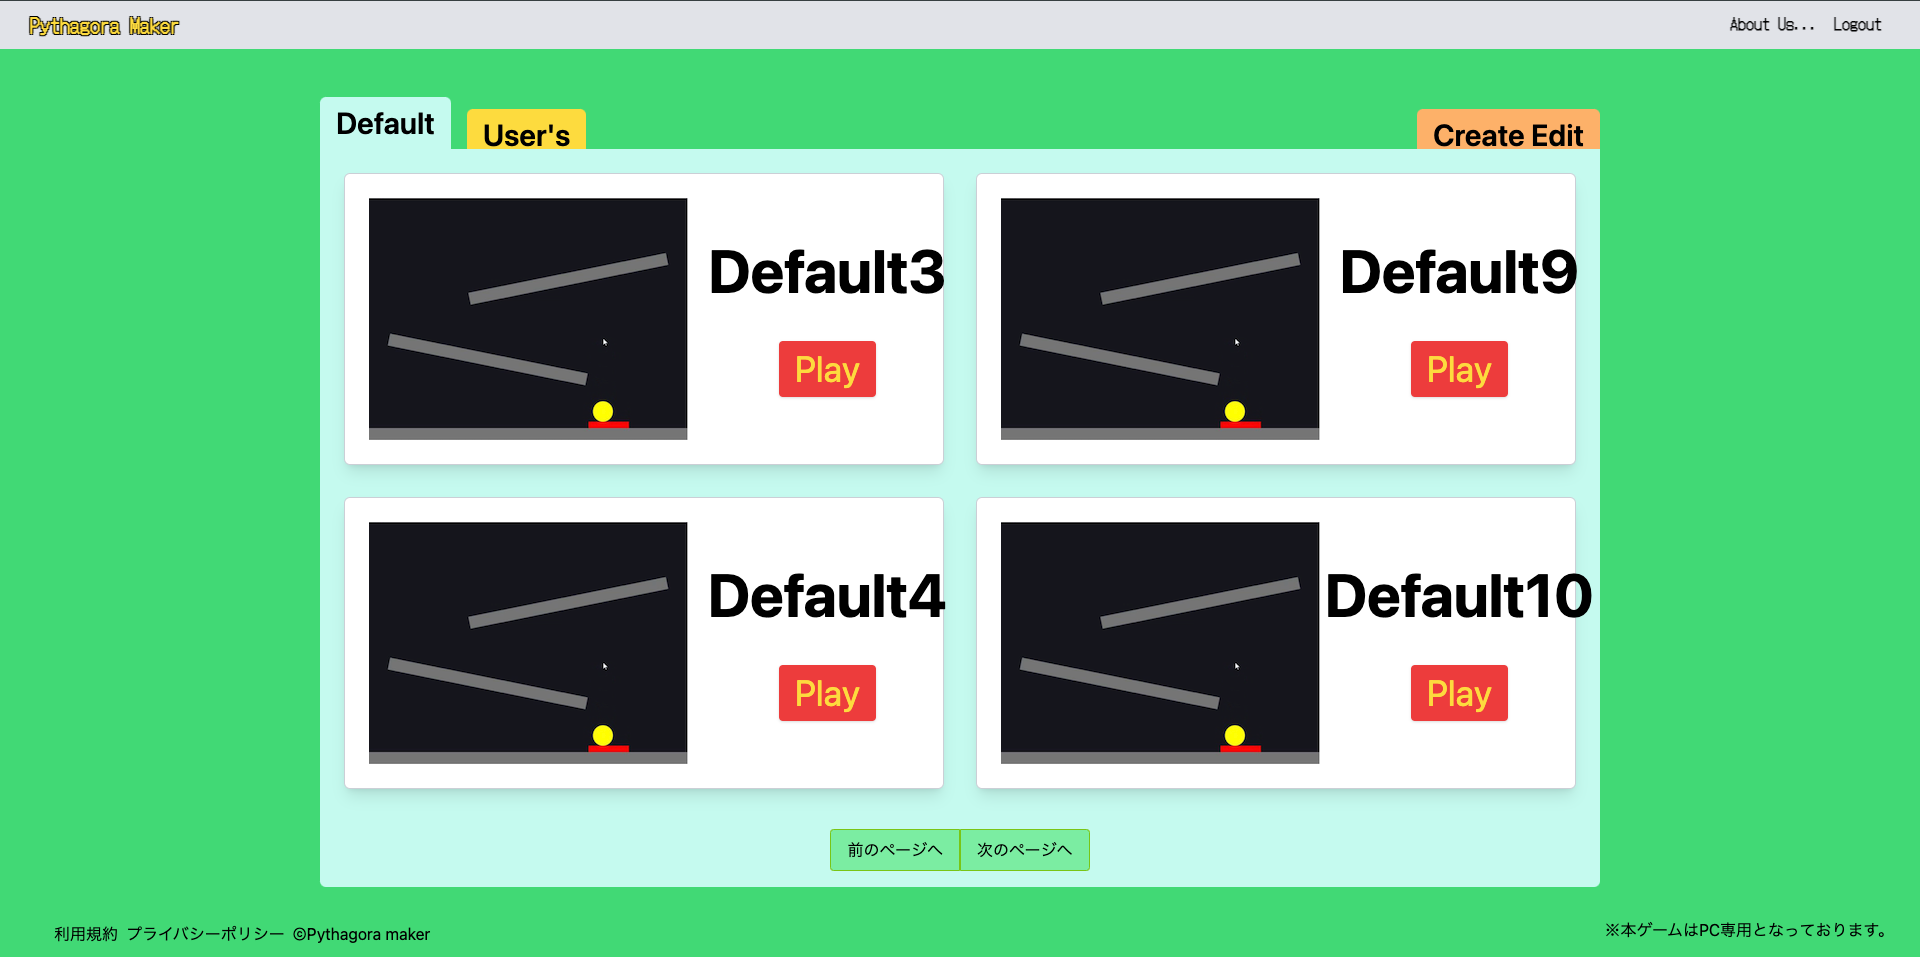 Pythagora Maker
About Us... Logout
Default
User's
Create Edit
Default3
Play
Default9
Play
Default4
Play
Default10
Play
前のページへ
次のページへ
利用規約 プライバシーポリシー ©Pythagora maker
※本ゲームはPC専用となっております。